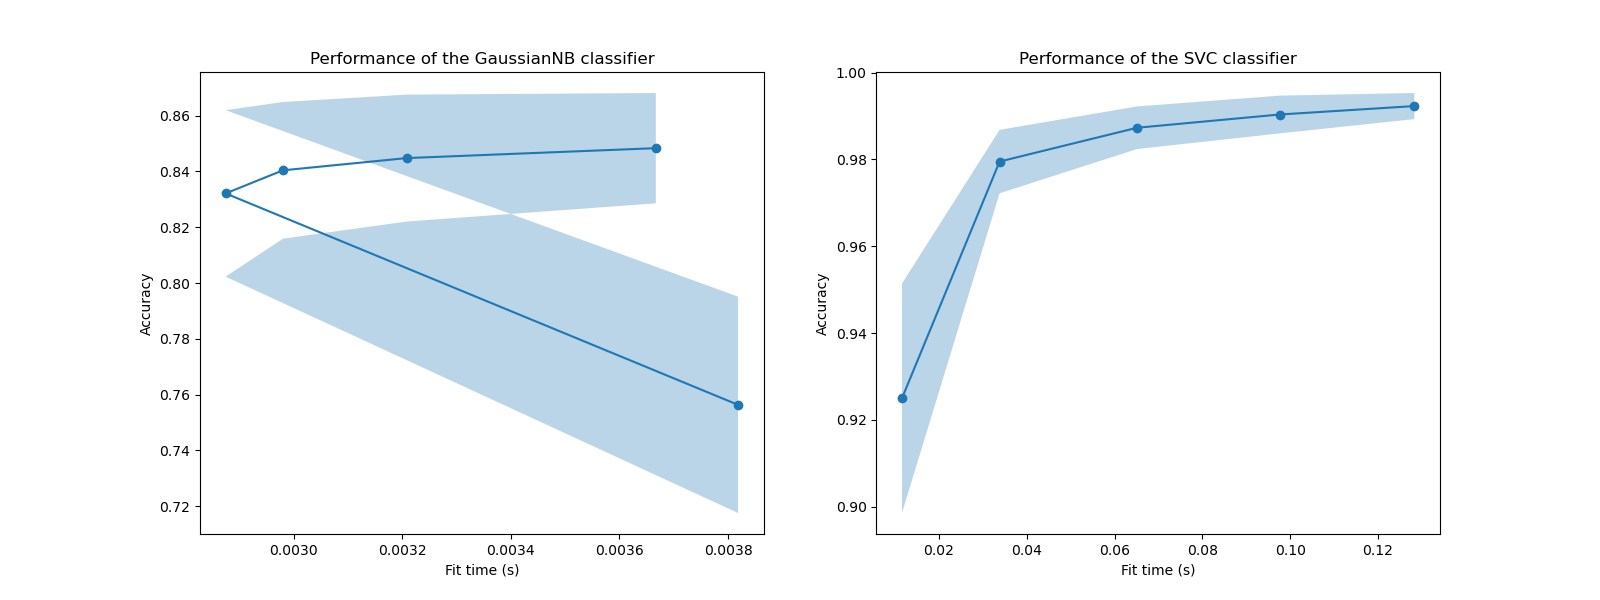 Performance of the GaussianNB classifier
0.86
0.84
0.82
0.80
0.78
0.76
0.74
0.72
Accuracy
0.0030 0.0032 0.0034 0.0036 0.0038
Fit time (s)
Performance of the SVC classifier
1.00
0.98
0.96
0.94
0.92
0.90
Accuracy
0.02 0.04 0.06 0.08 0.10 0.12
Fit time (s)